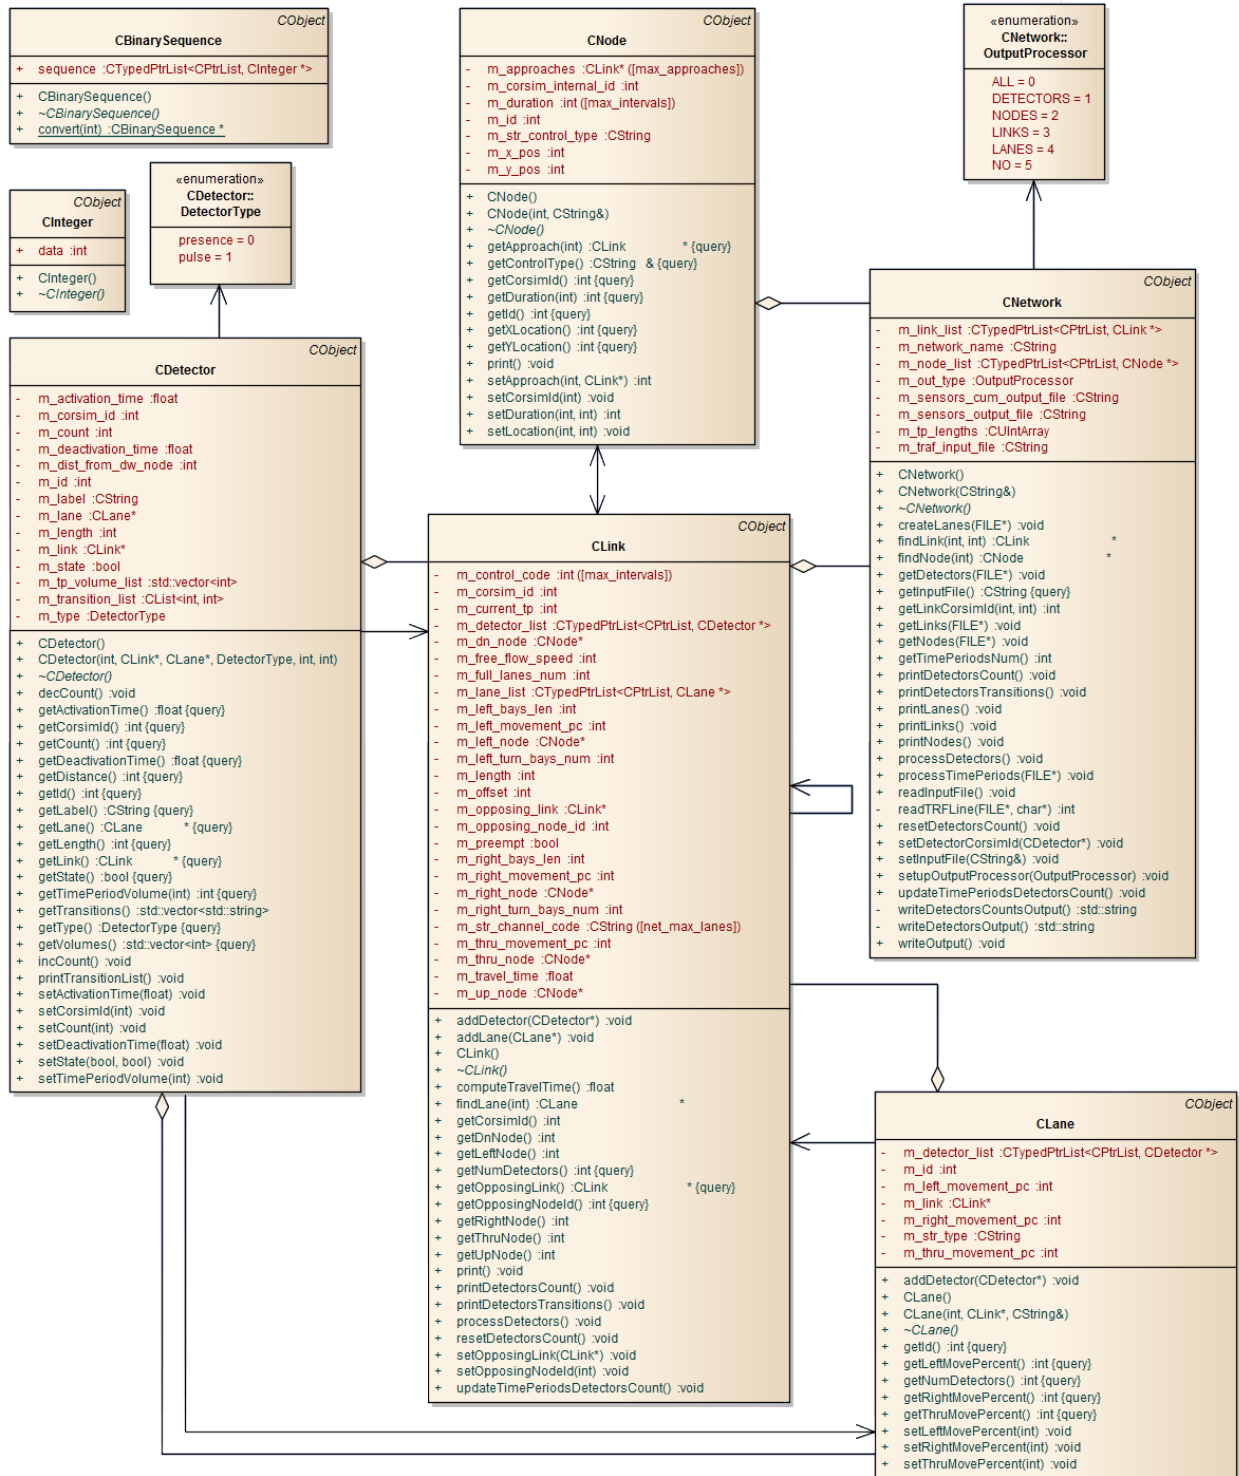 CObject
CBinarySequence
+ sequence :CTypedPtrList<CPtrList, CInteger *>
+ CBinarySequence()
+ ~CBinarySequence()
+ convert(int) :CBinarySequence *
CObject
CInteger
+ data :int
+ CInteger()
+ ~CInteger()
«enumeration»
CDetector::
DetectorType
presence = 0
pulse = 1
CObject
CNode
- m_approaches :CLink* ([max_approaches])
- m_corsim_internal_id :int
- m_duration :int ([max_intervals])
- m_id :int
- m_str_control_type :CString
- m_x_pos :int
- m_y_pos :int
+ CNode()
+ CNode(int, CString&)
+ ~CNode()
+ getApproach(int) :CLink * {query}
+ getControlType() :CString & {query}
+ getCorsimId() :int {query}
+ getDuration(int) :int {query}
+ getId() :int {query}
+ getXLocation() :int {query}
+ getYLocation() :int {query}
+ print() :void
+ setApproach(int, CLink*) :int
+ setCorsimId(int) :void
+ setDuration(int, int) :int
+ setLocation(int, int) :void
«enumeration»
CNetwork::
OutputProcessor
ALL = 0
DETECTORS = 1
NODES = 2
LINKS = 3
LANES = 4
NO = 5
CObject
CNetwork
- m_link_list :CTypedPtrList<CPtrList, CLink *>
- m_network_name :CString
- m_node_list :CTypedPtrList<CPtrList, CNode *>
- m_out_type :OutputProcessor
- m_sensors_cum_output_file :CString
- m_sensors_output_file :CString
- m_tp_lengths :CUIntArray
- m_traf_input_file :CString
+ CNetwork()
+ CNetwork(CString&)
+ ~CNetwork()
+ createLanes(FILE*) :void
+ findLink(int, int) :CLink *
+ findNode(int) :CNode *
+ getDetectors(FILE*) :void
+ getInputFile() :CString {query}
+ getLinkCorsimId(int, int) :int
+ getLinks(FILE*) :void
+ getNodes(FILE*) :void
+ getTimePeriodsNum() :int
+ printDetectorsCount() :void
+ printDetectorsTransitions() :void
+ printLanes() :void
+ printLinks() :void
+ printNodes() :void
+ processDetectors() :void
+ processTimePeriods(FILE*) :void
+ readInputFile() :void
- readTRFLine(FILE*, char*) :int
+ resetDetectorsCount() :void
+ setDetectorCorsimId(CDetector*) :void
+ setInputFile(CString&) :void
+ setupOutputProcessor(OutputProcessor) :void
+ updateTimePeriodsDetectorsCount() :void
- writeDetectorsCountsOutput() :std::string
- writeDetectorsOutput() :std::string
+ writeOutput() :void
CObject
CDetector
- m_activation_time :float
- m_corsim_id :int
- m_count :int
- m_deactivation_time :float
- m_dist_from_dw_node :int
- m_id :int
- m_label :CString
- m_lane :CLane*
- m_length :int
- m_link :CLink*
- m_state :bool
- m_tp_volume_list :std::vector<int>
- m_transition_list :CList<int, int>
- m_type :DetectorType
+ CDetector()
+ CDetector(int, CLink*, CLane*, DetectorType, int, int)
+ ~CDetector()
+ decCount() :void
+ getActivationTime() :float {query}
+ getCorsimId() :int {query}
+ getCount() :int {query}
+ getDeactivationTime() :float {query}
+ getDistance() :int {query}
+ getId() :int {query}
+ getLabel() :CString {query}
+ getLane() :CLane * {query}
+ getLength() :int {query}
+ getLink() :CLink * {query}
+ getState() :bool {query}
+ getTimePeriodVolume(int) :int {query}
+ getTransitions() :std::vector<std::string>
+ getType() :DetectorType {query}
+ getVolumes() :std::vector<int> {query}
+ incCount() :void
+ printTransitionList() :void
+ setActivationTime(float) :void
+ setCorsimId(int) :void
+ setCount(int) :void
+ setDeactivationTime(float) :void
+ setState(bool, bool) :void
+ setTimePeriodVolume(int) :void
CObject
CLink
- m_control_code :int ([max_intervals])
- m_corsim_id :int
- m_current_tp :int
- m_detector_list :CTypedPtrList<CPtrList, CDetector *>
- m_dn_node :CNode*
- m_free_flow_speed :int
- m_full_lanes_num :int
- m_lane_list :CTypedPtrList<CPtrList, CLane *>
- m_left_bays_len :int
- m_left_movement_pc :int
- m_left_node :CNode*
- m_left_turn_bays_num :int
- m_length :int
- m_offset :int
- m_opposing_link :CLink*
- m_opposing_node_id :int
- m_preempt :bool
- m_right_bays_len :int
- m_right_movement_pc :int
- m_right_node :CNode*
- m_right_turn_bays_num :int
- m_str_channel_code :CString ([net_max_lanes])
- m_thru_movement_pc :int
- m_thru_node :CNode*
- m_travel_time :float
- m_up_node :CNode*
+ addDetector(CDetector*) :void
+ addLane(CLane*) :void
+ CLink()
+ ~CLink()
+ computeTravelTime() :float
+ findLane(int) :CLane *
+ getCorsimId() :int
+ getDnNode() :int
+ getLeftNode() :int
+ getNumDetectors() :int {query}
+ getOpposingLink() :CLink * {query}
+ getOpposingNodeId() :int {query}
+ getRightNode() :int
+ getThruNode() :int
+ getUpNode() :int
+ print() :void
+ printDetectorsCount() :void
+ printDetectorsTransitions() :void
+ processDetectors() :void
+ resetDetectorsCount() :void
+ setOpposingLink(CLink*) :void
+ setOpposingNodeId(int) :void
+ updateTimePeriodsDetectorsCount() :void
CObject
CLane
- m_detector_list :CTypedPtrList<CPtrList, CDetector *>
- m_id :int
- m_left_movement_pc :int
- m_link :CLink*
- m_right_movement_pc :int
- m_str_type :CString
- m_thru_movement_pc :int
+ addDetector(CDetector*) :void
+ CLane()
+ CLane(int, CLink*, CString&)
+ ~CLane()
+ getId() :int {query}
+ getLeftMovePercent() :int {query}
+ getNumDetectors() :int {query}
+ getRightMovePercent() :int {query}
+ getThruMovePercent() :int {query}
+ setLeftMovePercent(int) :void
+ setRightMovePercent(int) :void
+ setThruMovePercent(int) :void